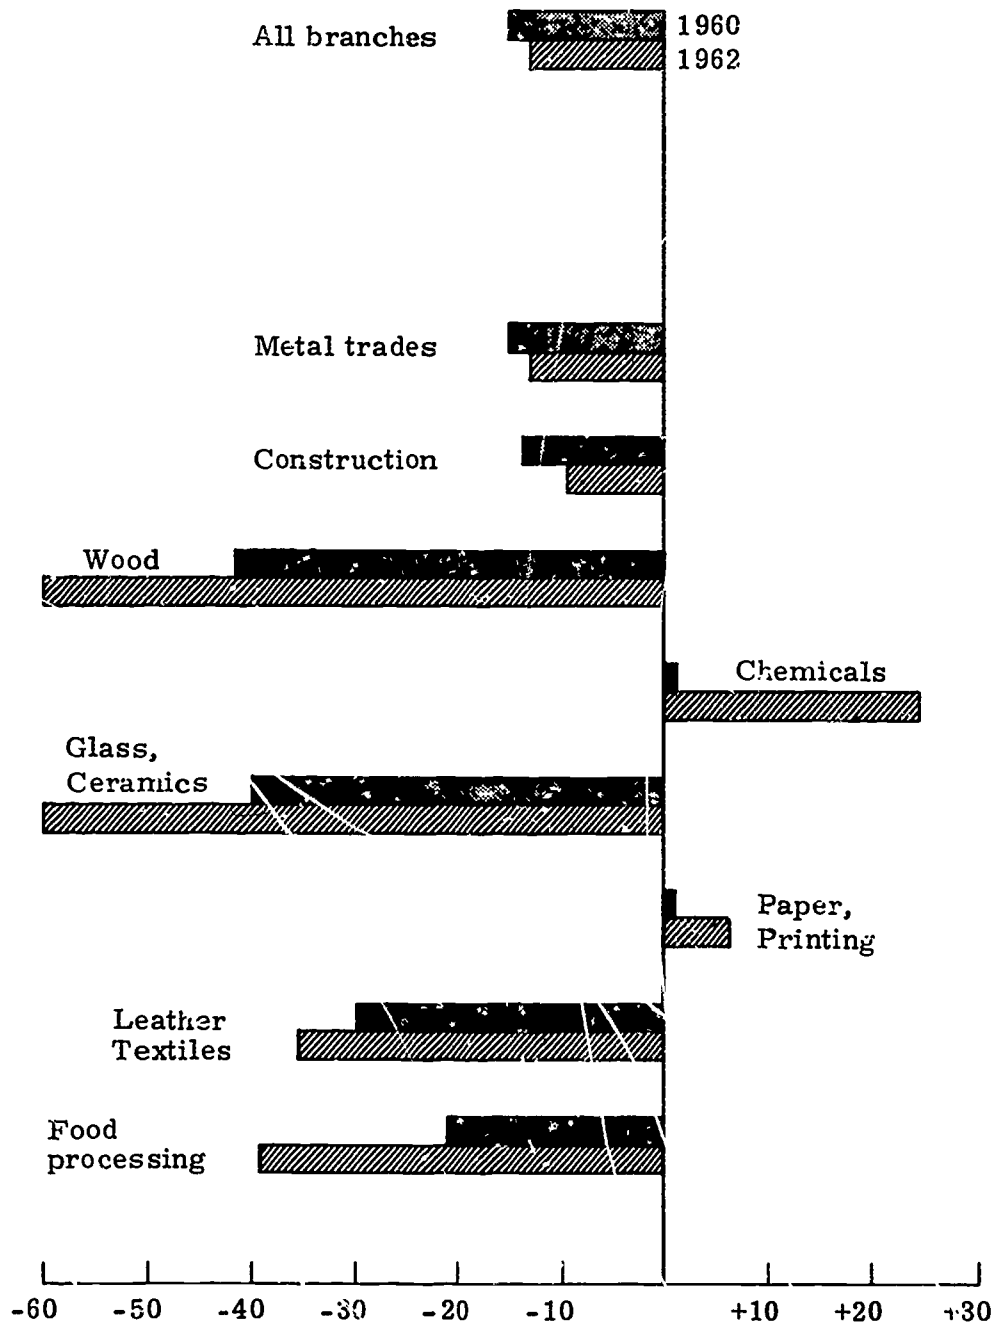 All branches
1960
1962
Metal trades
Construction
Wood
Chemicals
Glass,
Ceramics
Paper,
Printing
Leather
Textiles
Food
processing
-60 -50 -40 -30 -20 -10 +10 +20 +30